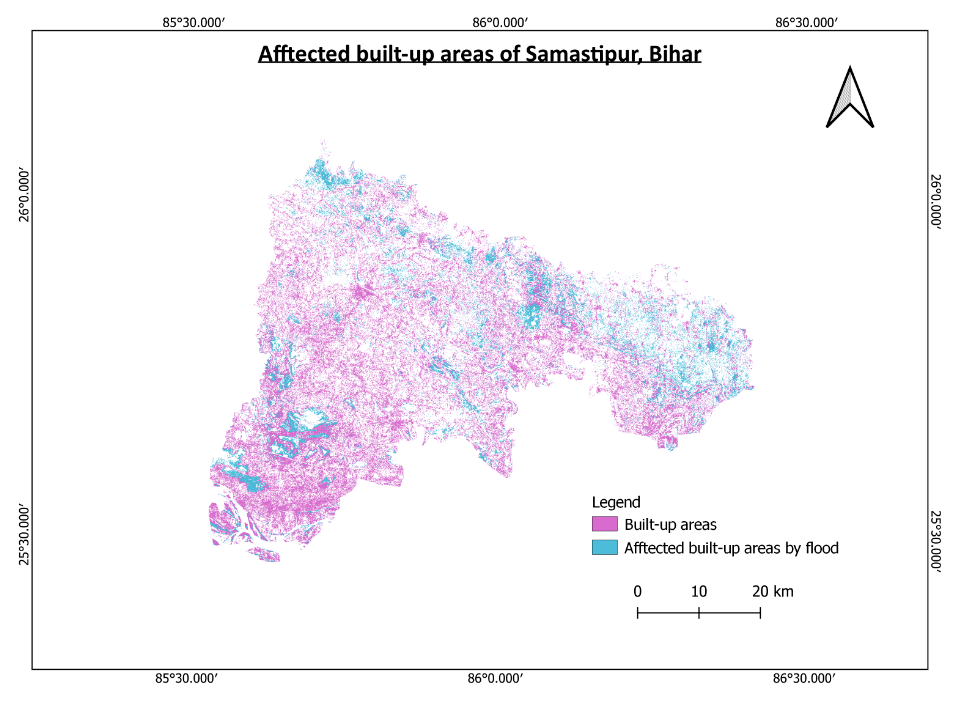 85°30.000′ 86°0.000′ 86°30.000′
Afftected built-up areas of Samastipur, Bihar
26°0.000′ 26°0.000′
25°30.000′ 25°30.000′
Legend
Built-up areas
Afftected built-up areas by flood
0 10 20 km
85°30.000′ 86°0.000′ 86°30.000′